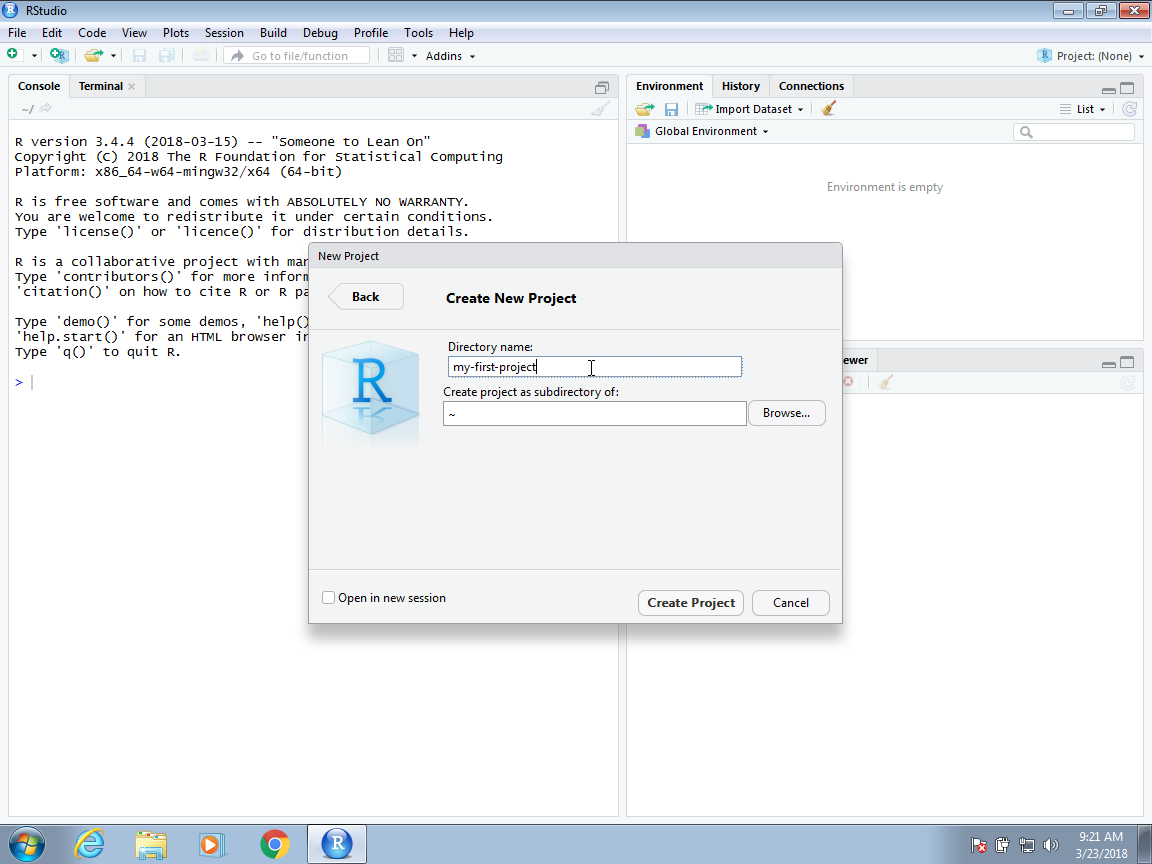 RStudio
File Edit Code View Plots Session Build Debug Profile Tools Help
Go to file/function Addins Project: (None)
Console Terminal
~/
R version 3.4.4 (2018-03-15) -- "Someone to Lean On"
Copyright (C) 2018 The R Foundation for Statistical Computing
Platform: x86_64-w64-mingw32/x64 (64-bit)
R is free software and comes with ABSOLUTELY NO WARRANTY.
You are welcome to redistribute it under certain conditions.
Type 'license()' or 'licence()' for distribution details.
R is a collaborative project with
Type 'contributors()' for more
'citation()' on how to cite R or R
Type 'demo()' for some demos, 'help()
'help.start()' for an HTML browser
Type 'q()' to quit R.
>
Environment History Connections
Import Dataset List
Global Environment
Environment is empty
New Project
Back Create New Project
R
Directory name:
my-first-project
Create project as subdirectory of:
~ Browse...
Open in new session Create Project Cancel
9:21 AM
3/23/2018